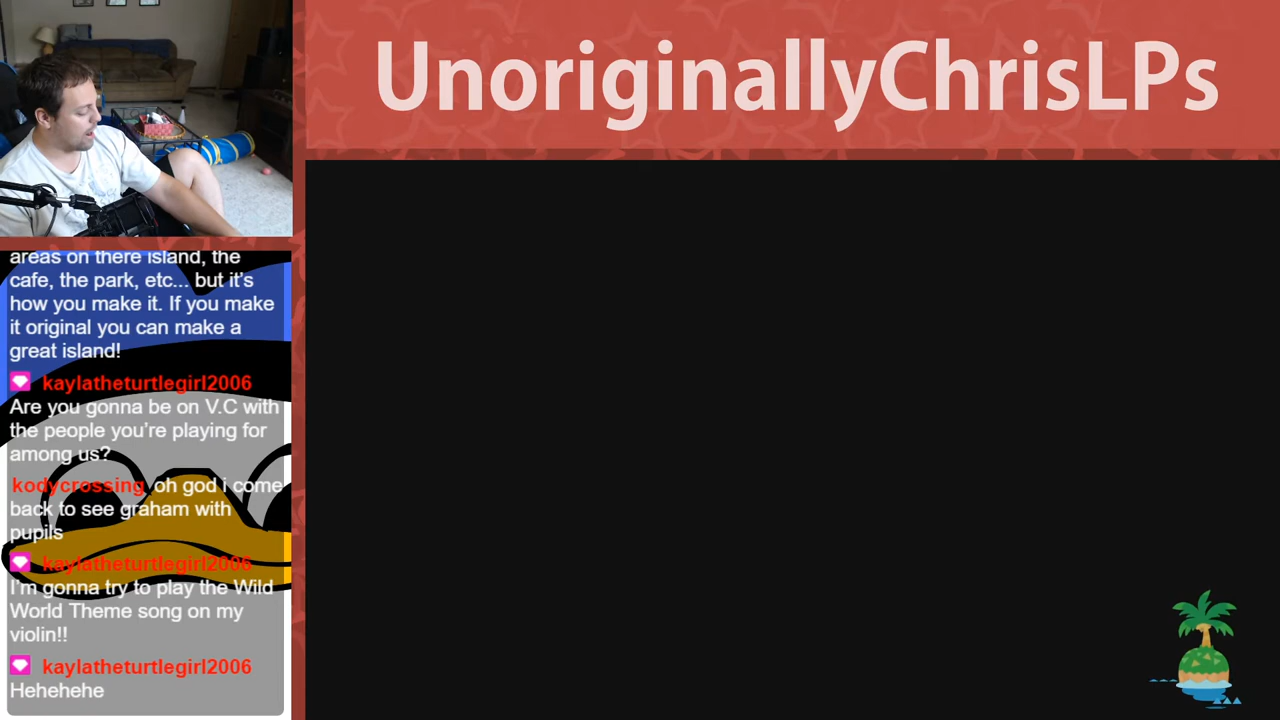 UnoriginallyChrisLPs
areas on there island, the
cafe, the park, etc... but it's
how you make it. If you make
it original you can make a
great island!
kaylatheturtlegirl2006
Are you gonna be on V.C with
the people you're playing for
among us?
kodycrossing oh god i come
back to see graham with
pupils
kaylatheturtlegirl2006
I'm gonna try to play the Wild
World Theme song on my
violin!!
kaylatheturtlegirl2006
Hehehehe